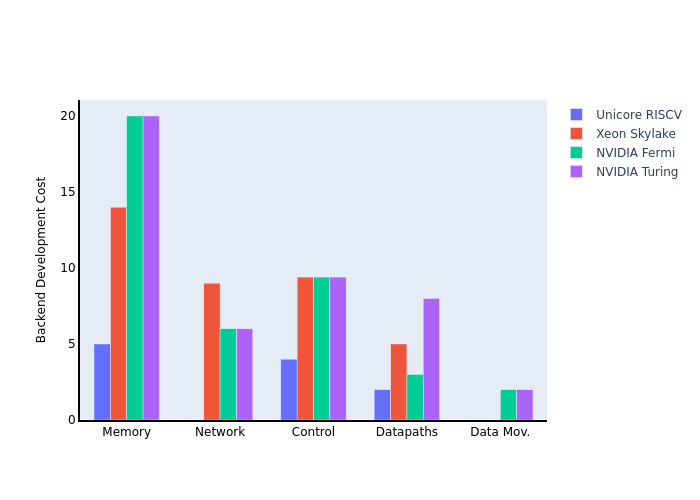 Backend Development Cost
20
15
10
5
0
Memory
Network
Control
Datapaths
Data Mov.
Unicore RISCV
Xeon Skylake
NVIDIA Fermi
NVIDIA Turing